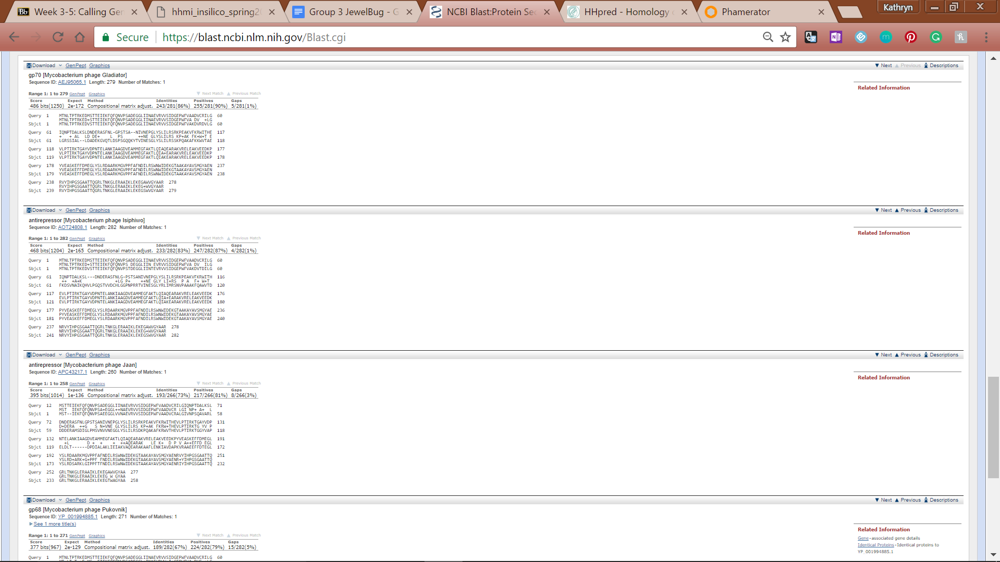 Week 3-5: Calling Gen
hhmi_insilico_spring20
Group 3 JewelBug - G
NCBI Blast:Protein Sec
HHpred - Homology
Phamerator
Kathryn
Secure https://blast.ncbi.nlm.nih.gov/Blast.cgi
Download GenPept Graphics Next Previous Descriptions
gp70 [Mycobacterium phage Gladiator]
Sequence ID: AEJ95065.1 Length: 279 Number of Matches: 1
Related Information
Range 1: 1 to 279 GenPept Graphics Next Match Previous Match
Score Expect Method Identities Positives Gaps
486 bits(1250) 2e-172 Compositional matrix adjust. 243/281(86%) 255/281(90%) 5/281(1%)
Query 1 MTNLTPTRKEDMSTTEIEKFQFQNVPSADEGGLIINAEVRVVSIDGEPWFVAADVCRILG 60
MTNLTPTRKED+STTEIEKFQFQNVPSADEGGLIINAEVRVVSIDGEPWFVA DV +LG
Sbjct 1 MTNLTPTRKEDVSTTEIEKFQFQNVPSADEGGLIINAEVRVVSIDGEPWFVAKDVRDVLG 60
Query 61 IQNPTDALKSLDNDERASFNL-GPSTSA--NIVNEPGLYSLILRSRKPEAKVFKRWITHE 117
+ + AL LD DE+ L PS ++NE GLYSLILRS KP+AK FK+W+T E
Sbjct 61 LGRSSIAL--LDADEKGVQTLDSPSGQQKYTVINESGLYSLILRSSKPQAKAFKKWVTAE 118
Query 118 VLPTIRKTGAYVDPNTELANKIAAGDVEAMMEGFAKTLQIAQEARAKVRELEAKVEEDKP 177
VLPTIRKTGAYVDPNTELANKIAAGDVEAMMEGFAKTLQIA+EARAKVRELEAKVEEDKP
Sbjct 119 VLPTIRKTGAYVDPNTELANKIAAGDVEAMMEGFAKTLQIAKEARAKVRELEAKVEEDKP 178
Query 178 YVEASKEFFDMEGLYSLRDAARKMGVPPFAFNDILRSWNWIDEKGTAAKAYAVSMGYAEN 237
YVEASKEFFDMEGLYSLRDAARKMGVPPFAFNDILRSWNWIDEKGTAAKAYAVSMGYAEN
Sbjct 179 YVEASKEFFDMEGLYSLRDAARKMGVPPFAFNDILRSWNWIDEKGTAAKAYAVSMGYAEN 238
Query 238 RVYIHPGSGAATTQGRLTNKGLERAAIKLEKEGAWVGYAAR 278
RVYIHPGSGAATTQGRLTNKGLERAAIKLEKEG+WVGYAAR
Sbjct 239 RVYIHPGSGAATTQGRLTNKGLERAAIKLEKEGSWVGYAAR 279
Download GenPept Graphics Next Previous Descriptions
antirepressor [Mycobacterium phage Isiphiwo]
Sequence ID: AOT24808.1 Length: 282 Number of Matches: 1
Related Information
Range 1: 1 to 282 GenPept Graphics Next Match Previous Match
Score Expect Method Identities Positives Gaps
468 bits(1204) 2e-165 Compositional matrix adjust. 233/282(83%) 247/282(87%) 4/282(1%)
Query 1 MTNLTPTRKEDMSTTEIEKFQFQNVPSADEGGLIINAEVRVVSIDGEPWFVAADVCRILG 60
MTNLTPTRKED+STTEIEKFQFQNVPS DEGGLIIN EVRVVSIDGEPWFVA DV ILG
Sbjct 1 MTNLTPTRKEDVSTTEIEKFQFQNVPSTDEGGLIINTEVRVVSIDGEPWFVAKDVTDILG 60
Query 61 IQNPTDALKSL---DNDERASFNLG-PSTSANIVNEPGLYSLILRSRKPEAKVFKRWITH 116
++ +A+K +LG P+ ++NE GLY LI+RS P A F+ W+T
Sbjct 61 FKDSVNAIKQHVLPGQSTVVDCHLGGPNPRRTVINESGLYRLIMRSNVPAAAKFQAWVTD 120
Query 117 EVLPTIRKTGAYVDPNTELANKIAAGDVEAMMEGFAKTLQIAQEARAKVRELEAKVEEDK 176
EVLPTIRKTGAYVDPNTELANKIAAGDVEAMMEGFAKTLQIA+EARAKVRELEAKVEEDK
Sbjct 121 EVLPTIRKTGAYVDPNTELANKIAAGDVEAMMEGFAKTLQIAKEARAKVRELEAKVEEDK 180
Query 177 PYVEASKEFFDMEGLYSLRDAARKMGVPPFAFNDILRSWNWIDEKGTAAKAYAVSMGYAE 236
PYVEASKEFFDMEGLYSLRDAARKMGVPPFAFNDILRSWNWIDEKGTAAKAYAVSMGYAE
Sbjct 181 PYVEASKEFFDMEGLYSLRDAARKMGVPPFAFNDILRSWNWIDEKGTAAKAYAVSMGYAE 240
Query 237 NRVYIHPGSGAATTQGRLTNKGLERAAIKLEKEGAWVGYAAR 278
NRVYIHPGSGAATTQGRLTNKGLERAAIKLEKEG+WVGYAAR
Sbjct 241 NRVYIHPGSGAATTQGRLTNKGLERAAIKLEKEGSWVGYAAR 282
Download GenPept Graphics Next Previous Descriptions
antirepressor [Mycobacterium phage Jaan]
Sequence ID: APC43217.1 Length: 260 Number of Matches: 1
Related Information
Range 1: 1 to 258 GenPept Graphics Next Match Previous Match
Score Expect Method Identities Positives Gaps
395 bits(1014) 1e-136 Compositional matrix adjust. 193/266(73%) 217/266(81%) 8/266(3%)
Query 12 MSTTEIEKFQFQNVPSADEGGLIINAEVRVVSIDGEPWFVAADVCRILGIQNPTDALKSL 71
MST IEKFQFQNVPSA+EGGL++NAEVRVVSIDGEPWFVAADVCR LGI NP+ A+ L
Sbjct 1 MST--IEKFQFQNVPSAEEGGLVVNAEVRVVSIDGEPWFVAADVCRALGIVNPSQAVARL 58
Query 72 DNDERASFNLGPSTSANIVNEPGLYSLILRSRKPEAKVFKRWITHEVLPTIRKTGAYVDP 131
D+DERA ++G S N+VNE GLYSLILRS KP+AK FKRW+THEVLPTIRKTG YV P
Sbjct 59 DDDERAMSDIGLPMSVNVVNEGGLYSLILRSDKPQAKAFKRWVTHEVLPTIRKTGGYVAP 118
Query 132 NTELANKIAAGDVEAMMEGFAKTLQIAQEARAKVRELEAKVEEDKPYVEASKEFFDMEGL 191
+L D + + + ++AQEARAK LE K+ D P V A++EFFD EGL
Sbjct 119 ELDLT------DPDIALAKLIEIAKVAQEARAKAAFLENKIAVDAPKVRAAEEFFDTEGL 172
Query 192 YSLRDAARKMGVPPFAFNDILRSWNWIDEKGTAAKAYAVSMGYAENRVYIHPGSGAATTQ 251
YSLRD+ARK+G+PPF FNDILRSWNWIDEKGTAAKAYAVSMGYAENR+YIHPGSGAATTQ
Sbjct 173 YSLRDSARKLGIPPFTFNDILRSWNWIDEKGTAAKAYAVSMGYAENRIYIHPGSGAATTQ 232
Query 252 GRLTNKGLERAAIKLEKEGAWVGYAA 277
GRLTNKGLERAAIKLEKEG W GYAA
Sbjct 233 GRLTNKGLERAAIKLEKEGTWAGYAA 258
Download GenPept Graphics Next Previous Descriptions
gp68 [Mycobacterium phage Pukovnik]
Sequence ID: YP_001994885.1 Length: 271 Number of Matches: 1
See 1 more title(s)
Related Information
Gene-associated gene details
Identical Proteins-Identical proteins to
YP_001994885.1
Range 1: 1 to 271 GenPept Graphics Next Match Previous Match
Score Expect Method Identities Positives Gaps
377 bits(967) 2e-129 Compositional matrix adjust. 189/282(67%) 224/282(79%) 15/282(5%)
Query 1 MTNLTPTRKEDMSTTEIEKFQFQNVPSADEGGLIINAEVRVVSIDGEPWFVAADVCRILG 60